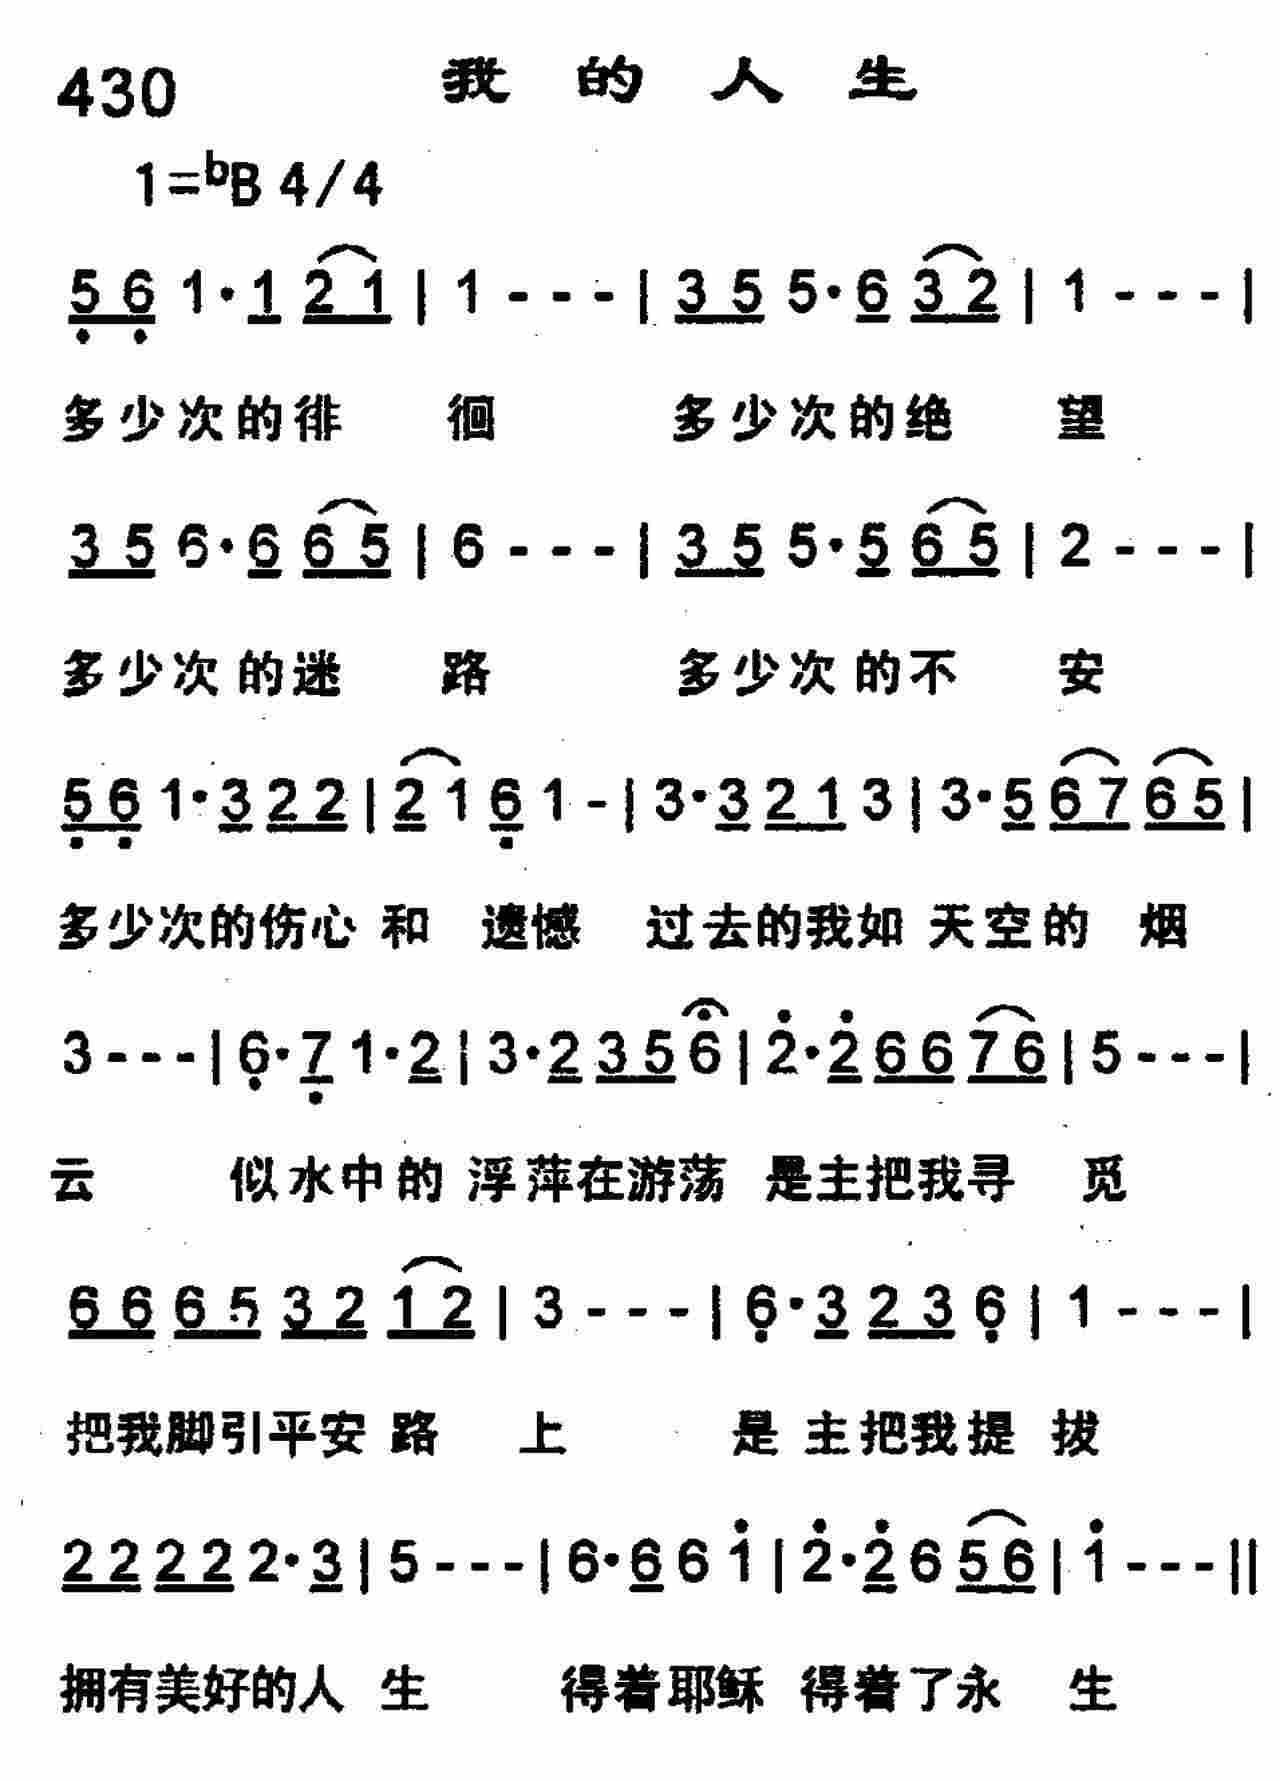 430 我的人生
1=ᵇB 4/4
5̣ 6̣ 1·1 2 1 | 1 - - - | 3 5 5·6 3 2 | 1 - - - |
多少次的徘 徊 多少次的绝 望
3 5 6·6 6 5 | 6 - - - | 3 5 5·5 6 5 | 2 - - - |
多少次的迷 路 多少次的不 安
5̣ 6̣ 1·3 2 2 | 2 1 6̣ 1 - | 3·3 2 1 3 | 3·5 6 7 6 5 |
多少次的伤心 和 遗憾 过去的我如 天空的 烟
3 - - - | 6̣·7̣ 1·2 | 3·2 3 5 6 | 2̇·2̇ 6 6 7 6 | 5 - - - |
云 似水中的 浮萍在游荡 是主把我寻 觅
6 6 6 5 3 2 1 2 | 3 - - - | 6̣·3 2 3 6̣ | 1 - - - |
把我脚引平安 路 上 是 主把我提 拔
2 2 2 2 2·3 | 5 - - - | 6·6 6 1̇ | 2̇·2̇ 6 5 6 | 1̇ - - - ||
拥有美好的人 生 得着耶稣 得着了永 生